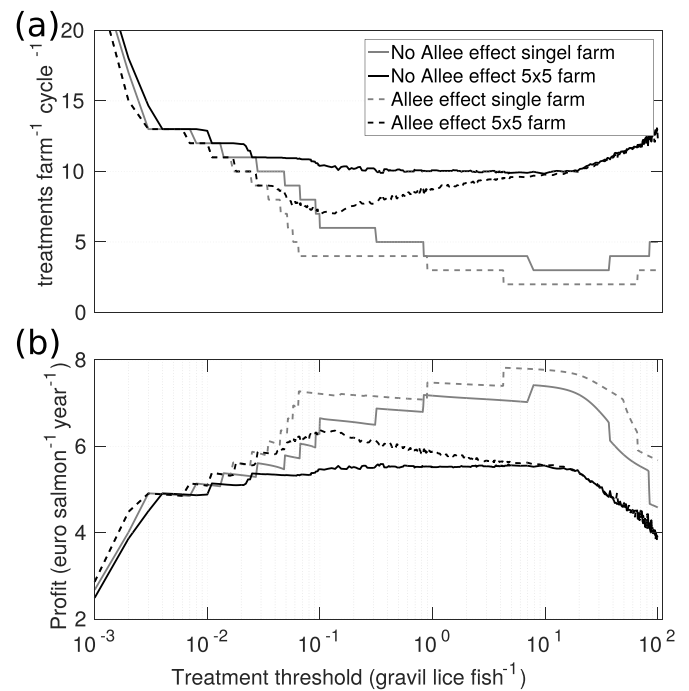 (a)
treatments farm⁻¹ cycle⁻¹
20
15
10
5
0
No Allee effect singel farm
No Allee effect 5x5 farm
Allee effect single farm
Allee effect 5x5 farm
(b)
Profit (euro salmon⁻¹ year⁻¹)
8
6
4
2
10⁻³ 10⁻² 10⁻¹ 10⁰ 10¹ 10²
Treatment threshold (gravil lice fish⁻¹)